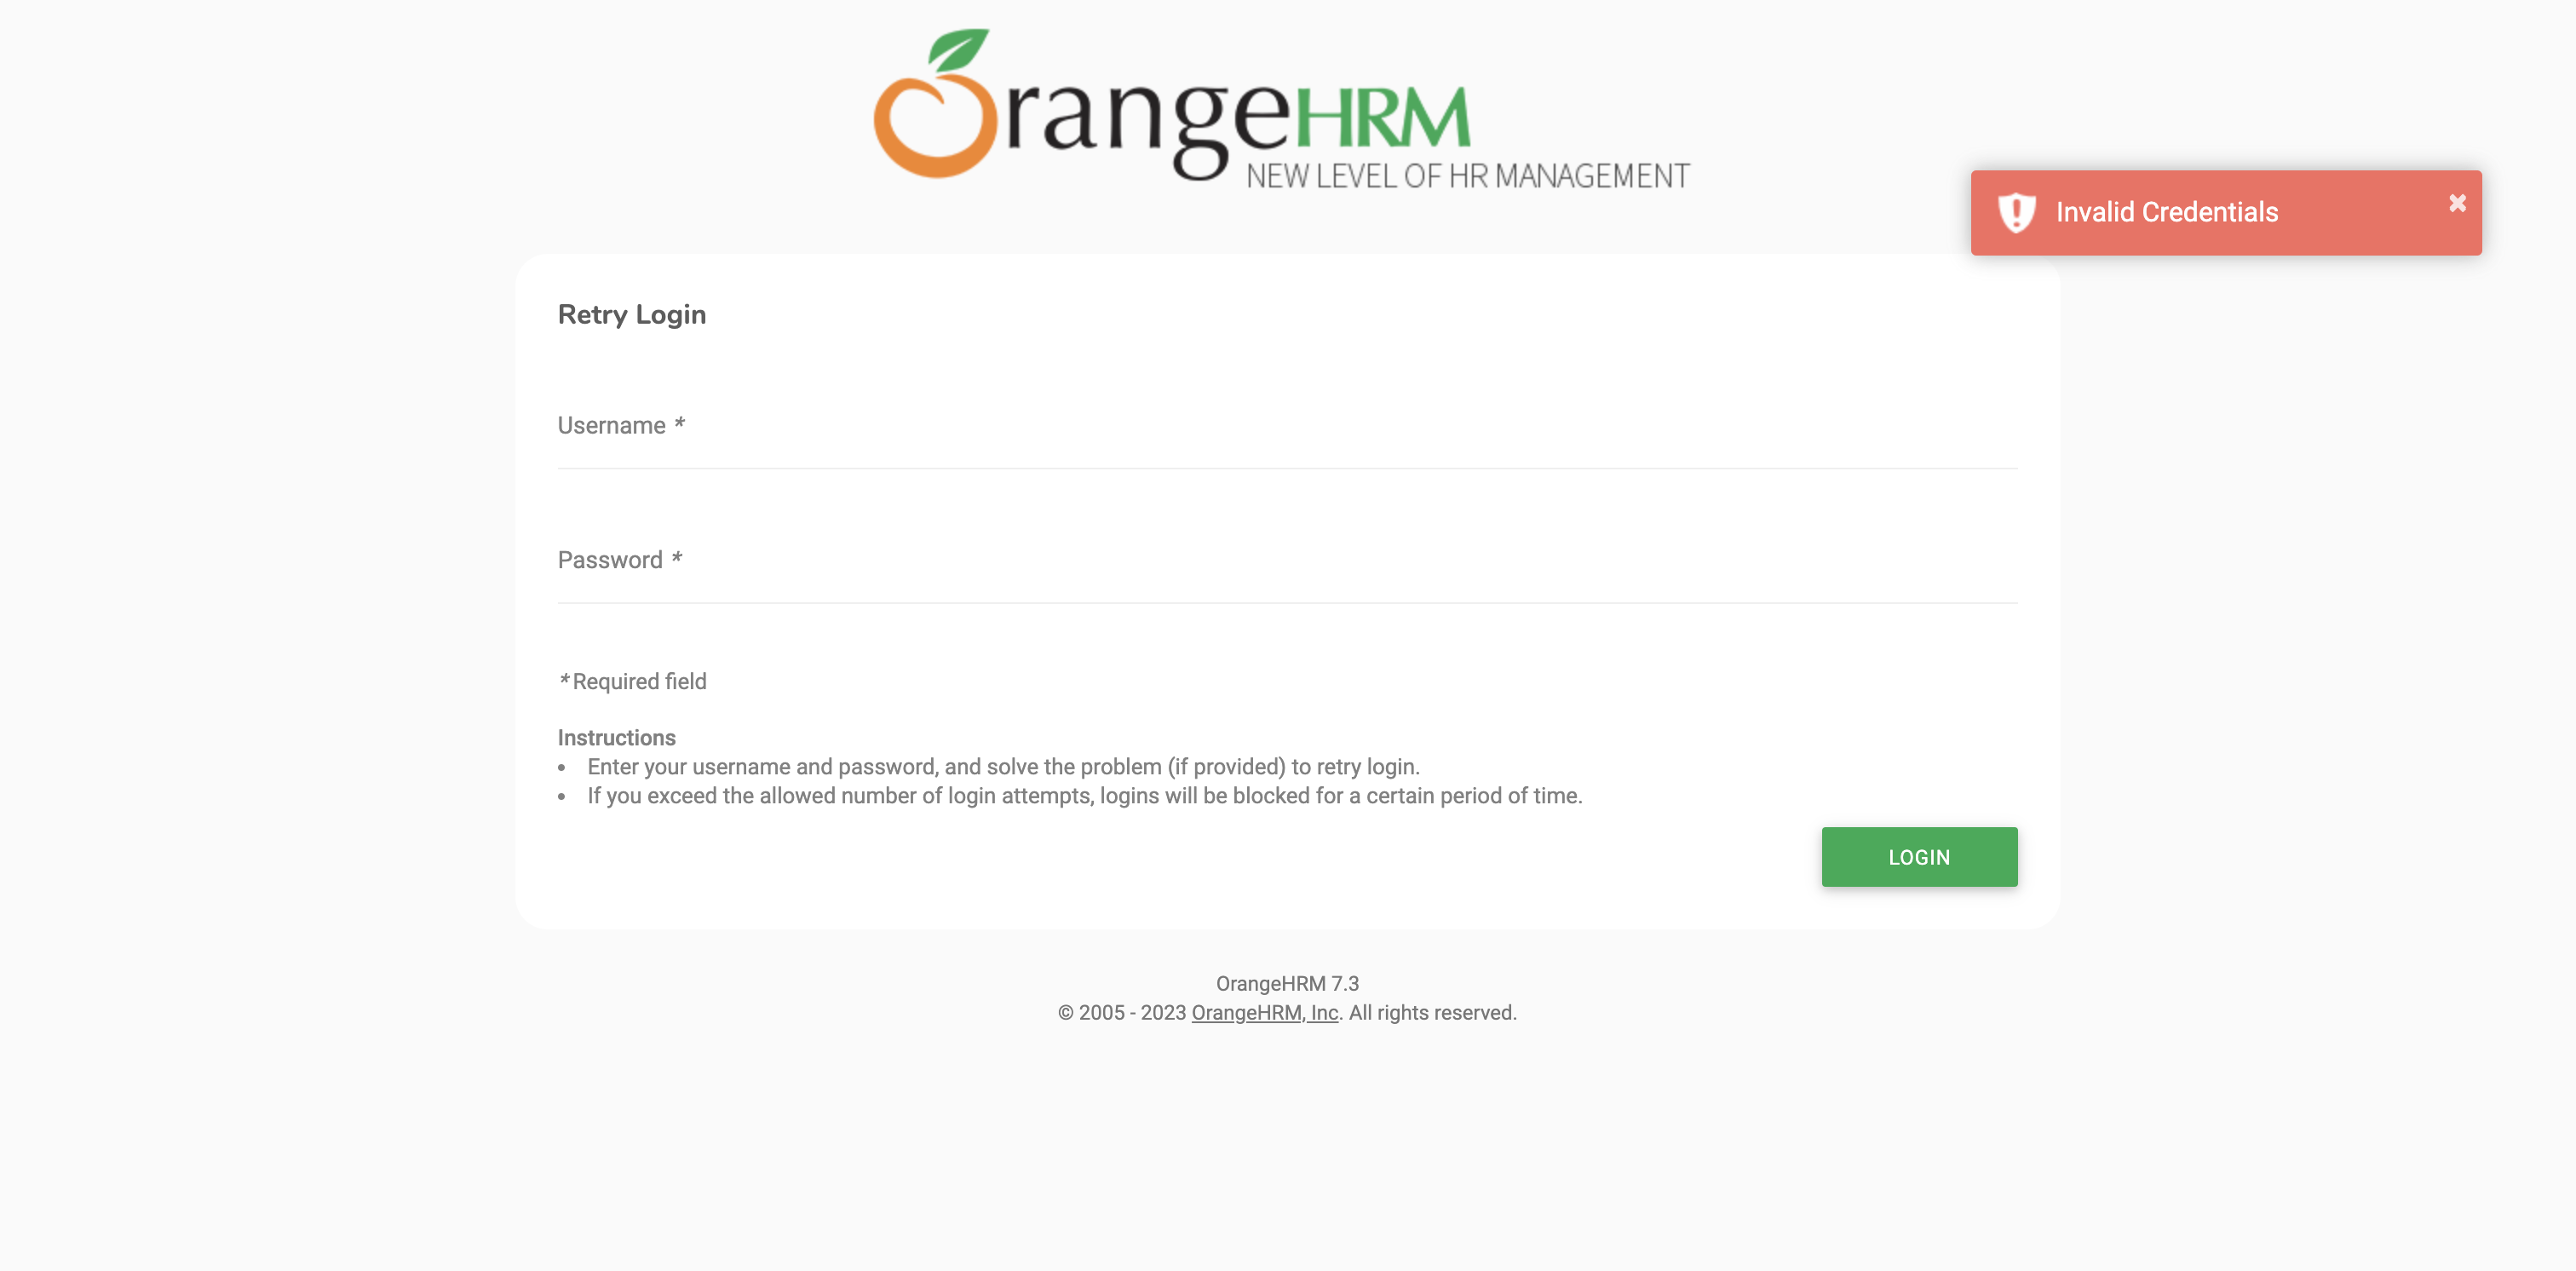 OrangeHRM
NEW LEVEL OF HR MANAGEMENT
Invalid Credentials
Retry Login
Username *
Password *
* Required field
Instructions
• Enter your username and password, and solve the problem (if provided) to retry login.
• If you exceed the allowed number of login attempts, logins will be blocked for a certain period of time.
LOGIN
OrangeHRM 7.3
© 2005 - 2023 OrangeHRM, Inc. All rights reserved.